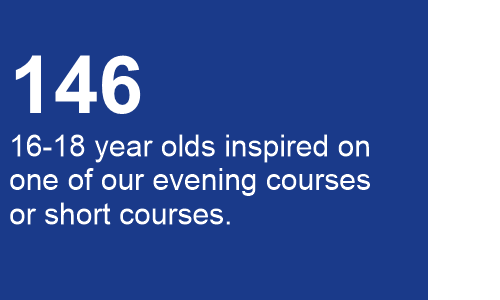 146
16-18 year olds inspired on
one of our evening courses
or short courses.